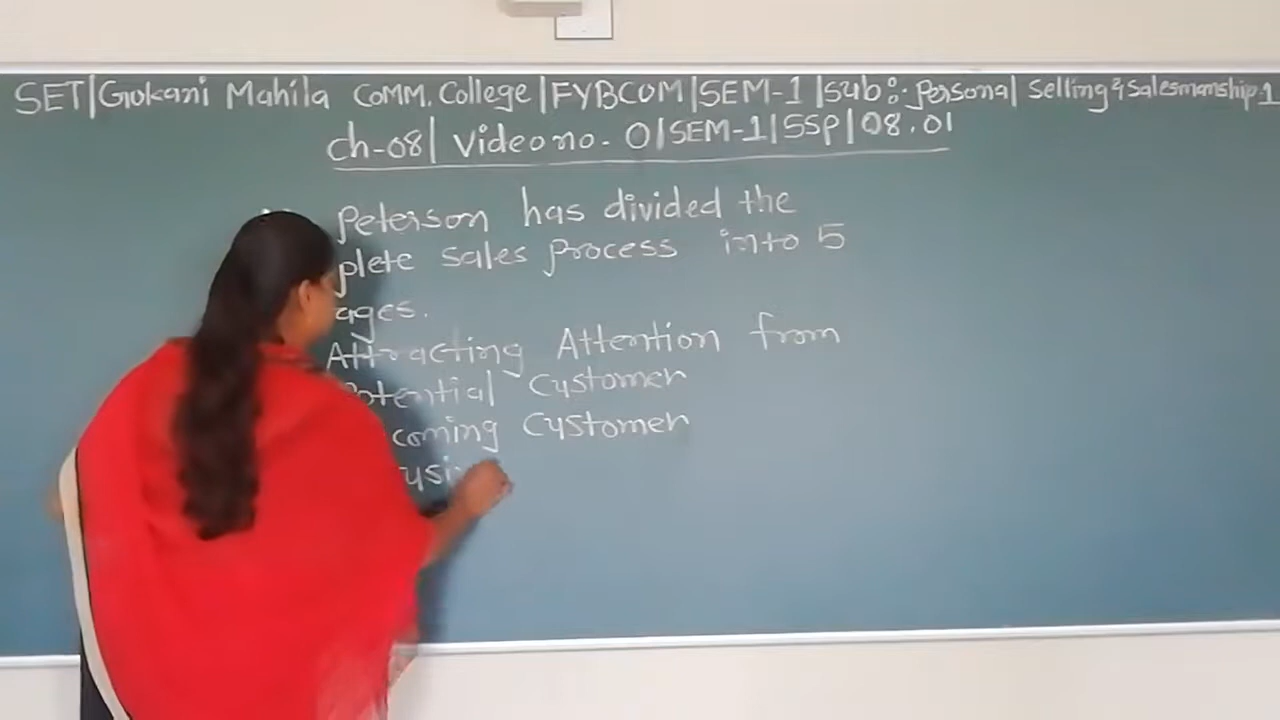 SET|Gokani Mahila COMM. College|FYBCOM|SEM-1|Sub:-Personal Selling & Salesmanship-1
ch-08| Video no. 0|SEM-1|SSP|08.01
Peterson has divided the
plete sales process into 5
ages.
Attracting Attention from
Potential Customer
coming Customer